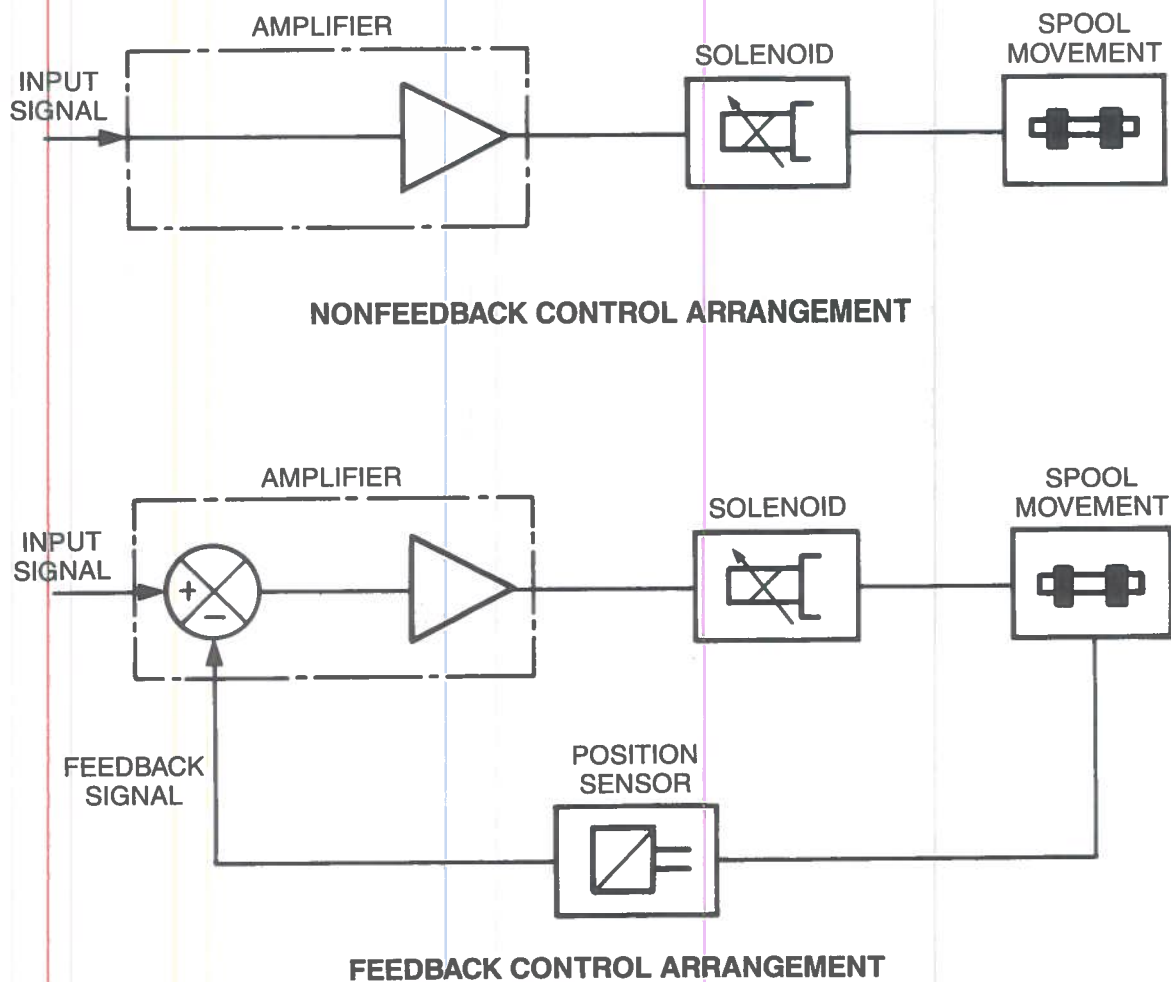 AMPLIFIER
INPUT
SIGNAL
SOLENOID
SPOOL
MOVEMENT
NONFEEDBACK CONTROL ARRANGEMENT
AMPLIFIER
INPUT
SIGNAL
+
−
SOLENOID
SPOOL
MOVEMENT
FEEDBACK
SIGNAL
POSITION
SENSOR
FEEDBACK CONTROL ARRANGEMENT